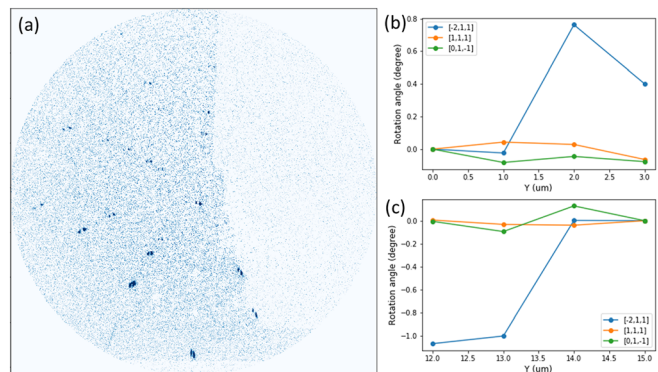 (a)
(b)
[-2,1,1]
[1,1,1]
[0,1,-1]
Rotation angle (degree)
0.8
0.6
0.4
0.2
0.0
0.0 0.5 1.0 1.5 2.0 2.5 3.0
Y (um)
(c)
Rotation angle (degree)
0.0
−0.2
−0.4
−0.6
−0.8
−1.0
[-2,1,1]
[1,1,1]
[0,1,-1]
12.0 12.5 13.0 13.5 14.0 14.5 15.0
Y (um)